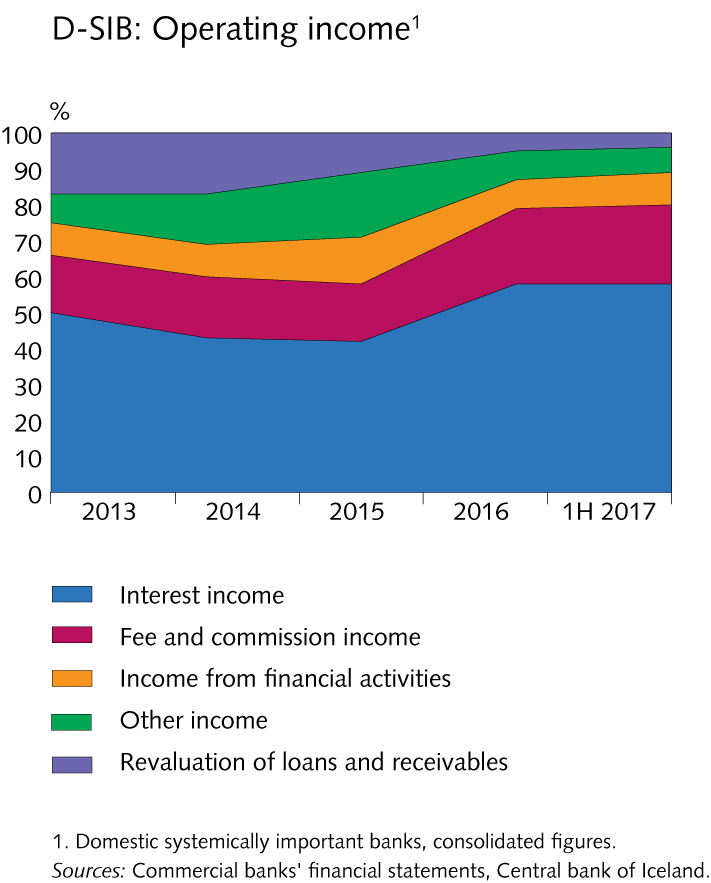 D-SIB: Operating income¹
%
100
90
80
70
60
50
40
30
20
10
0
2013 2014 2015 2016 1H 2017
Interest income
Fee and commission income
Income from financial activities
Other income
Revaluation of loans and receivables
1. Domestic systemically important banks, consolidated figures.
Sources: Commercial banks' financial statements, Central bank of Iceland.